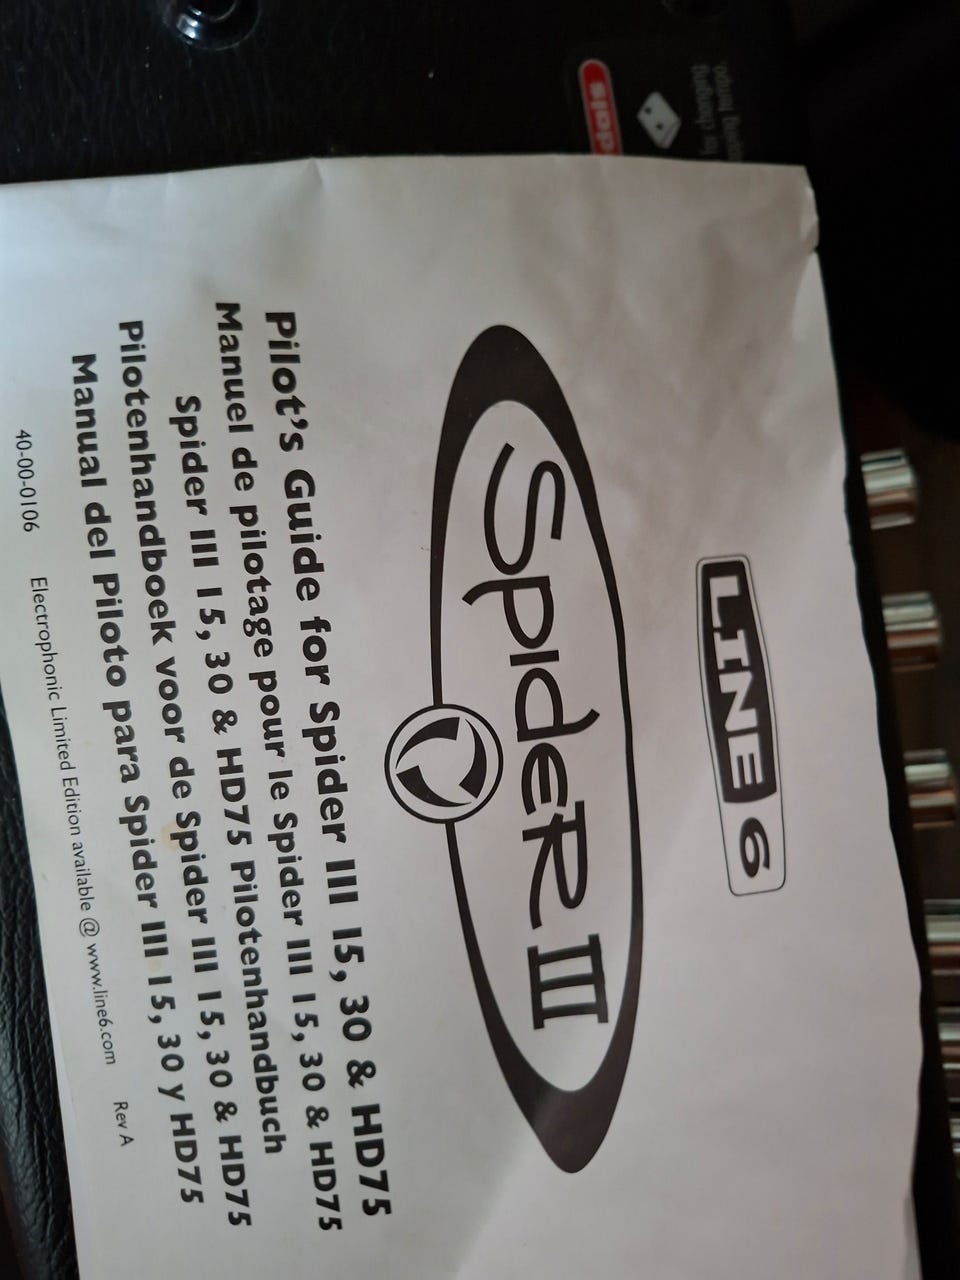 LINE 6
Spider III
Pilot's Guide for Spider III 15, 30 & HD75
Manuel de pilotage pour le Spider III 15, 30 & HD75
Spider III 15, 30 & HD75 Pilotenhandbuch
Pilotenhandboek voor de Spider III 15, 30 & HD75
Manual del Piloto para Spider III 15, 30 y HD75
40-00-0106 Electrophonic Limited Edition available @ www.line6.com Rev A